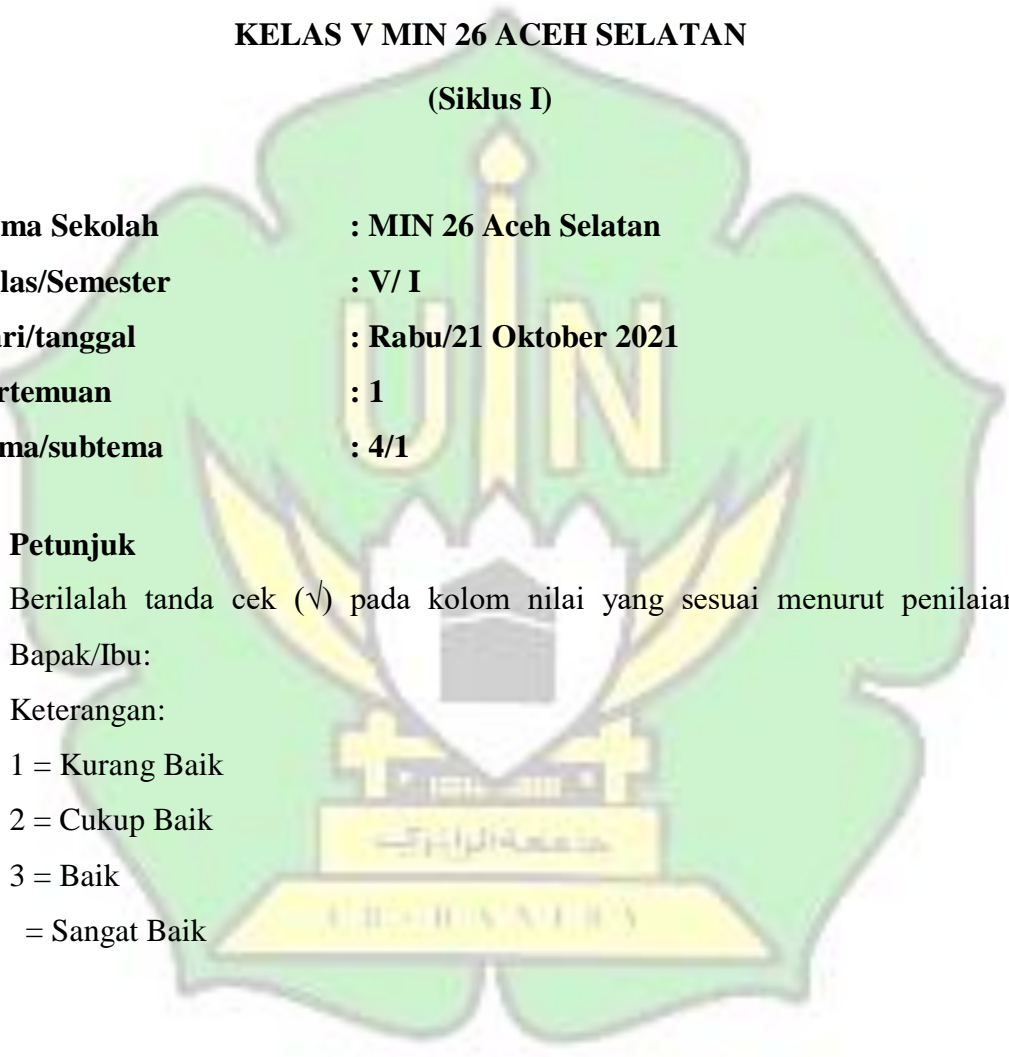 KELAS V MIN 26 ACEH SELATAN
(Siklus I)
ma Sekolah : MIN 26 Aceh Selatan
las/Semester : V/ I
ri/tanggal : Rabu/21 Oktober 2021
rtemuan : 1
ma/subtema : 4/1
UIN
Petunjuk
Berilalah tanda cek (√) pada kolom nilai yang sesuai menurut penilaian
Bapak/Ibu:
Keterangan:
1 = Kurang Baik
2 = Cukup Baik
3 = Baik
= Sangat Baik